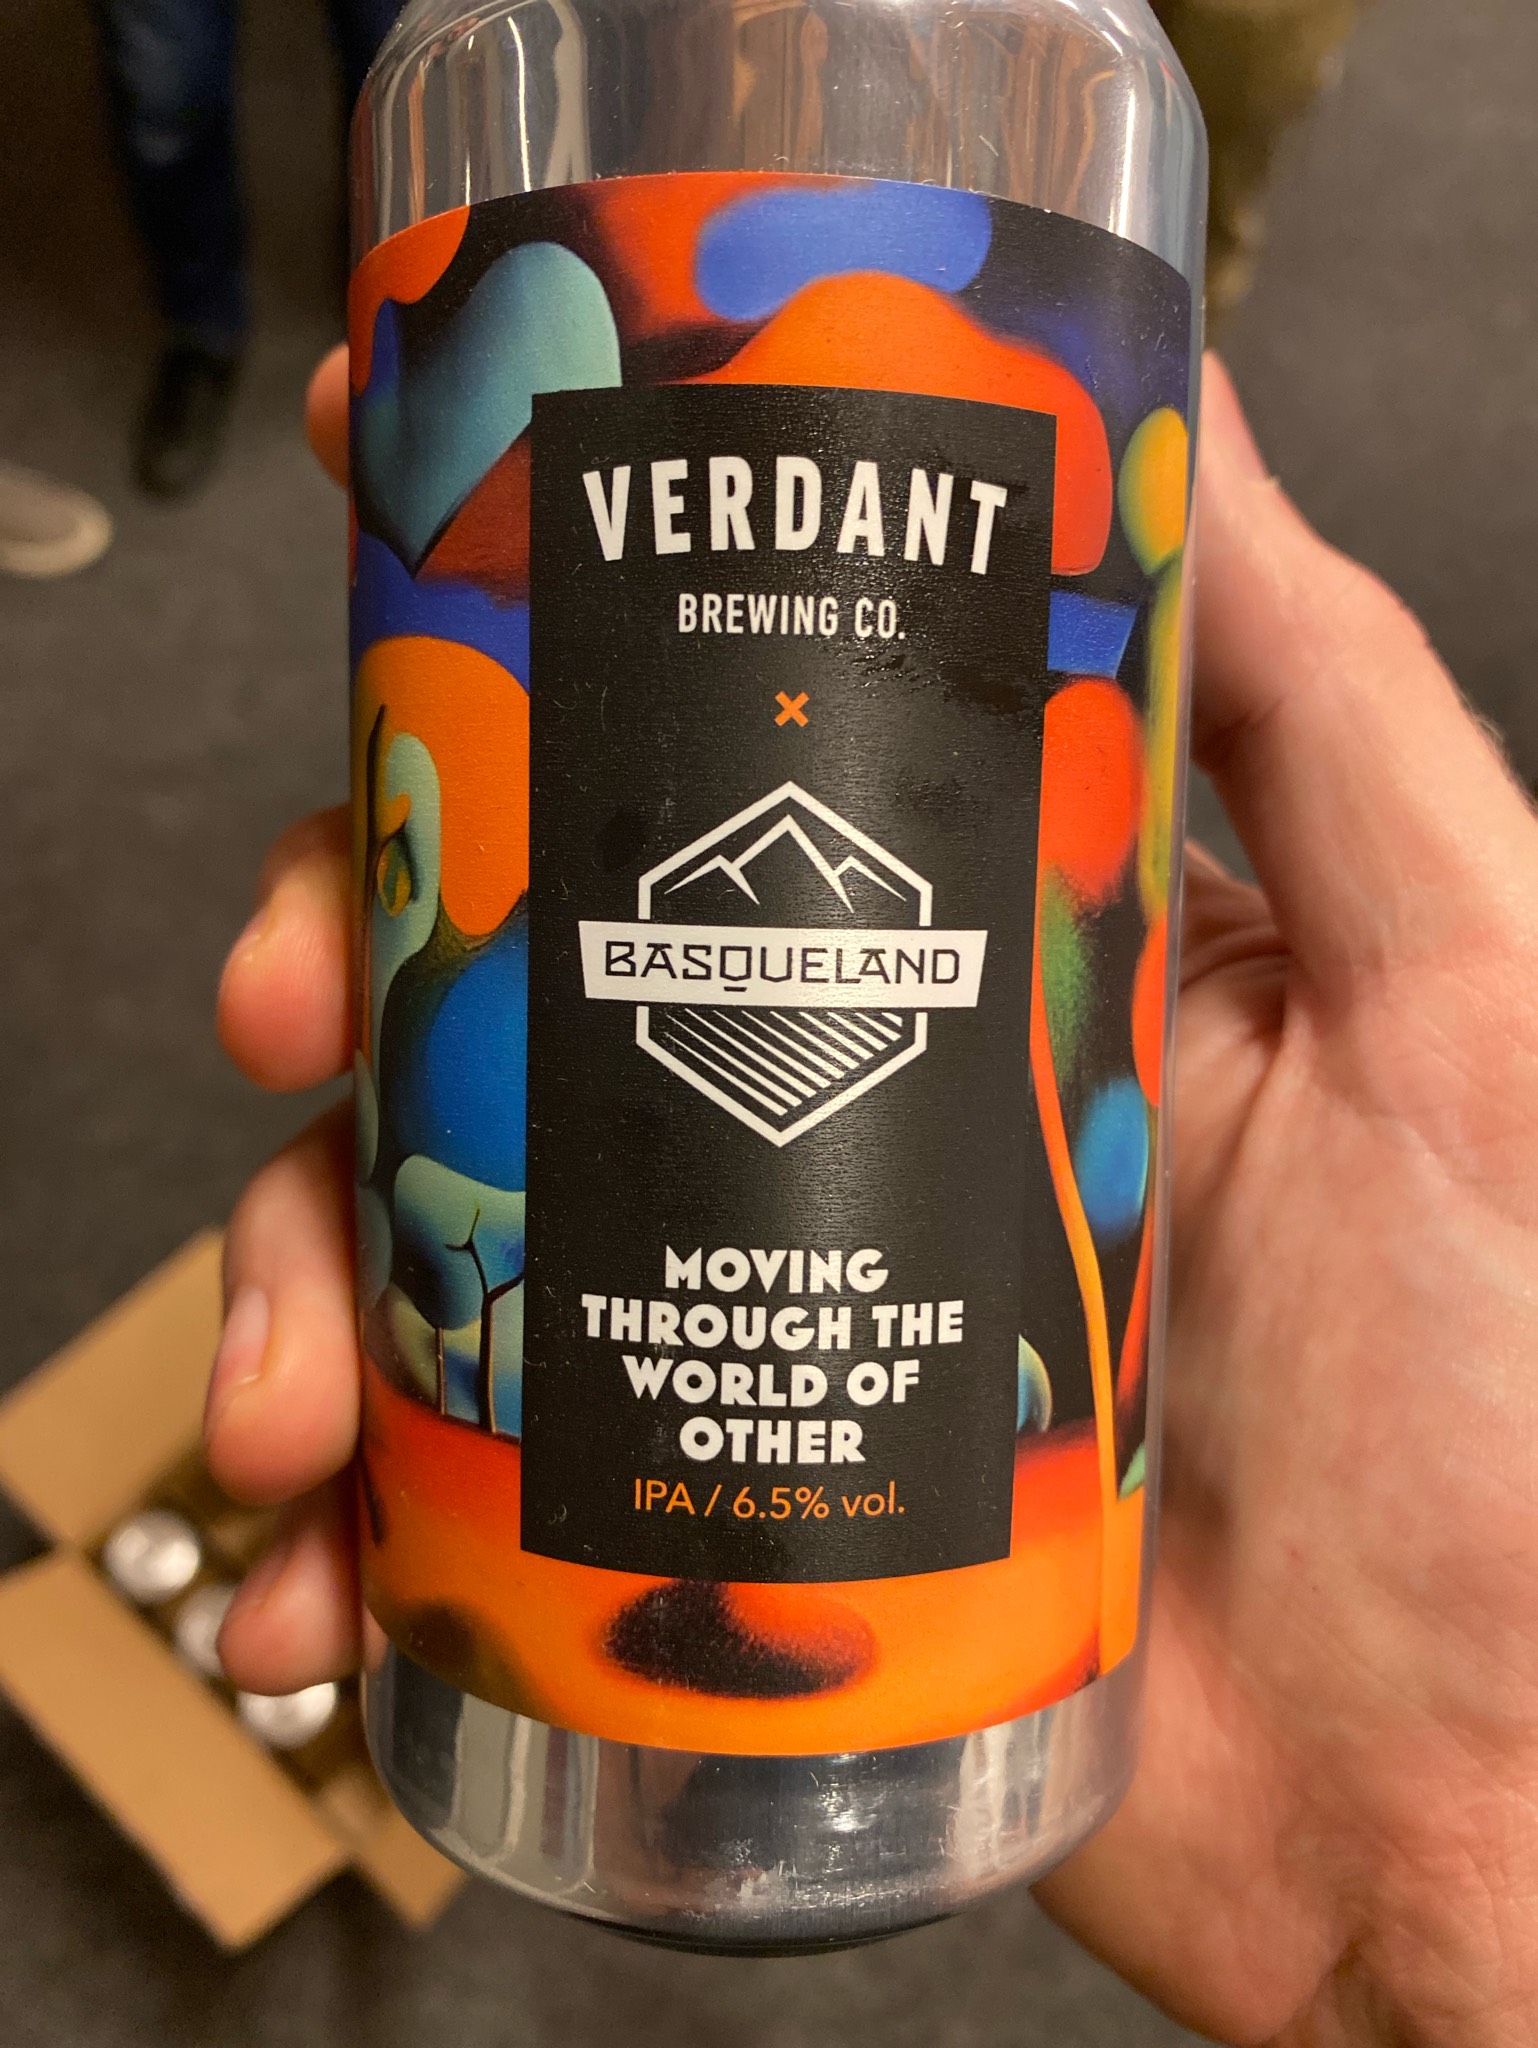 VERDANT
BREWING CO.
×
BASQUELAND
MOVING
THROUGH THE
WORLD OF
OTHER
IPA / 6.5% vol.